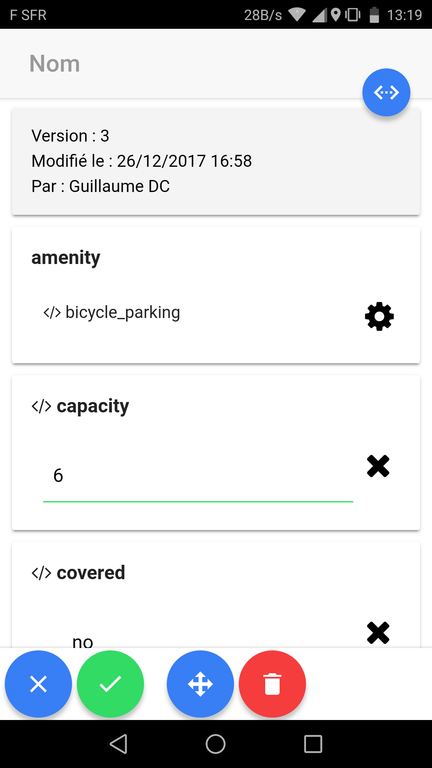 F SFR 28B/s 13:19
Nom
Version : 3
Modifié le : 26/12/2017 16:58
Par : Guillaume DC
amenity
</> bicycle_parking
</> capacity
6
</> covered
no